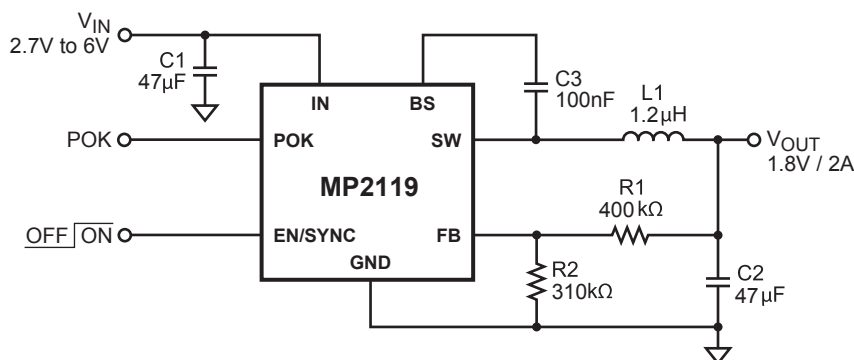 VIN
2.7V to 6V
C1
47µF
C3
100nF
L1
1.2µH
IN
BS
POK
POK
SW
VOUT
1.8V / 2A
MP2119
R1
400kΩ
OFF ON
EN/SYNC
FB
GND
R2
310kΩ
C2
47µF